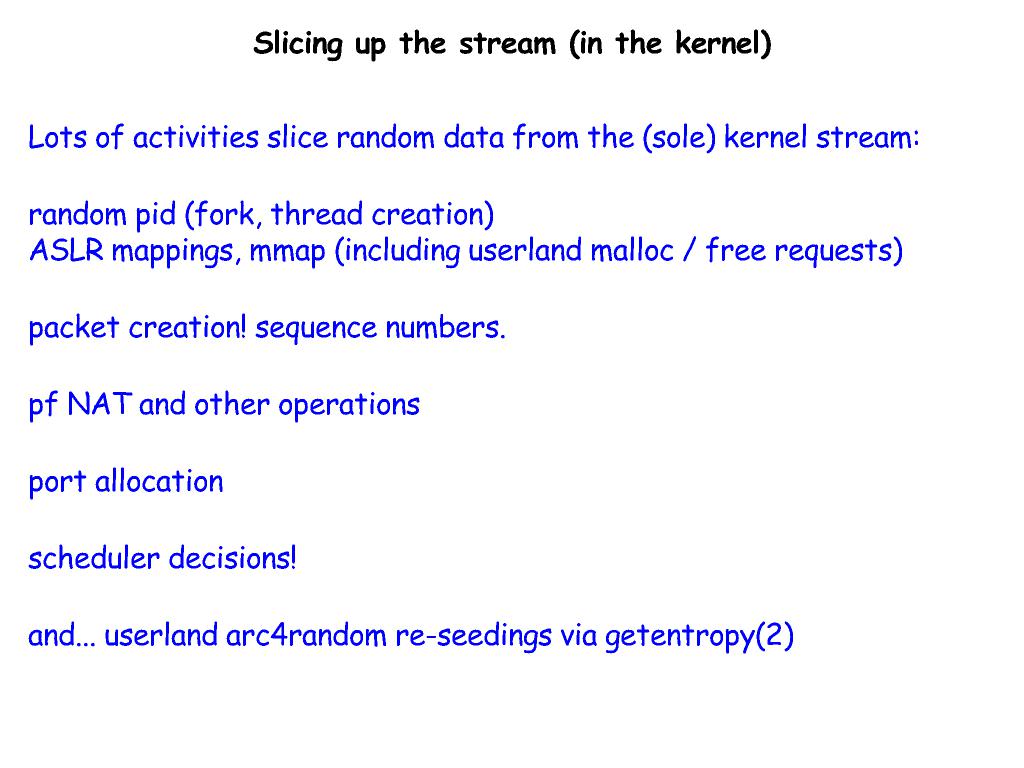 Slicing up the stream (in the kernel)
Lots of activities slice random data from the (sole) kernel stream:
random pid (fork, thread creation)
ASLR mappings, mmap (including userland malloc / free requests)
packet creation! sequence numbers.
pf NAT and other operations
port allocation
scheduler decisions!
and... userland arc4random re-seedings via getentropy(2)